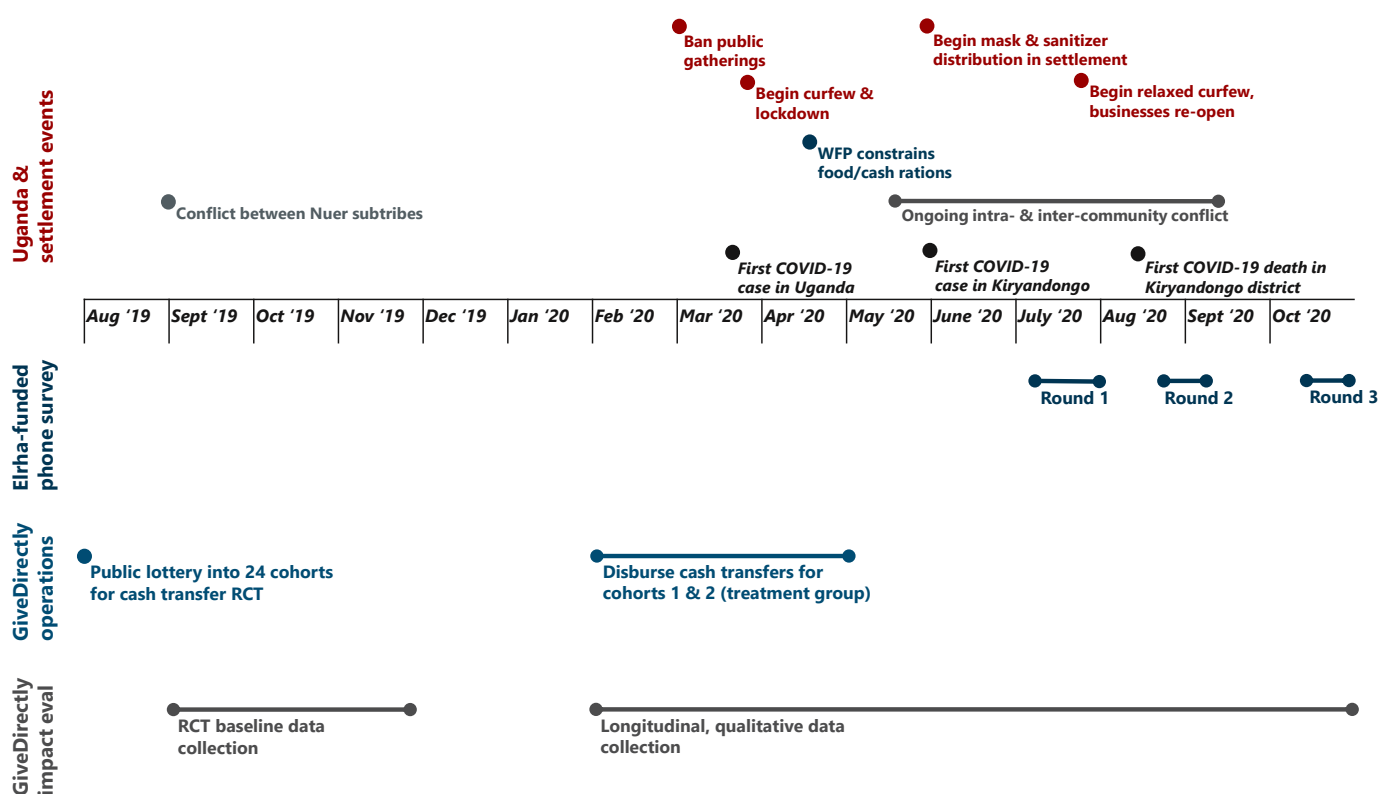 Uganda &
settlement events
Ban public
gatherings
Begin mask & sanitizer
distribution in settlement
Begin curfew &
lockdown
Begin relaxed curfew,
businesses re-open
WFP constrains
food/cash rations
Conflict between Nuer subtribes
Ongoing intra- & inter-community conflict
First COVID-19
case in Uganda
First COVID-19
case in Kiryandongo
First COVID-19 death in
Kiryandongo district
Aug ‘19 Sept ‘19 Oct ‘19 Nov ‘19 Dec ‘19 Jan ‘20 Feb ‘20 Mar ‘20 Apr ‘20 May ‘20 June ‘20 July ‘20 Aug ‘20 Sept ‘20 Oct ‘20
Elrha-funded
phone survey
Round 1 Round 2 Round 3
GiveDirectly
operations
Public lottery into 24 cohorts
for cash transfer RCT
Disburse cash transfers for
cohorts 1 & 2 (treatment group)
GiveDirectly
impact eval
RCT baseline data
collection
Longitudinal, qualitative data
collection